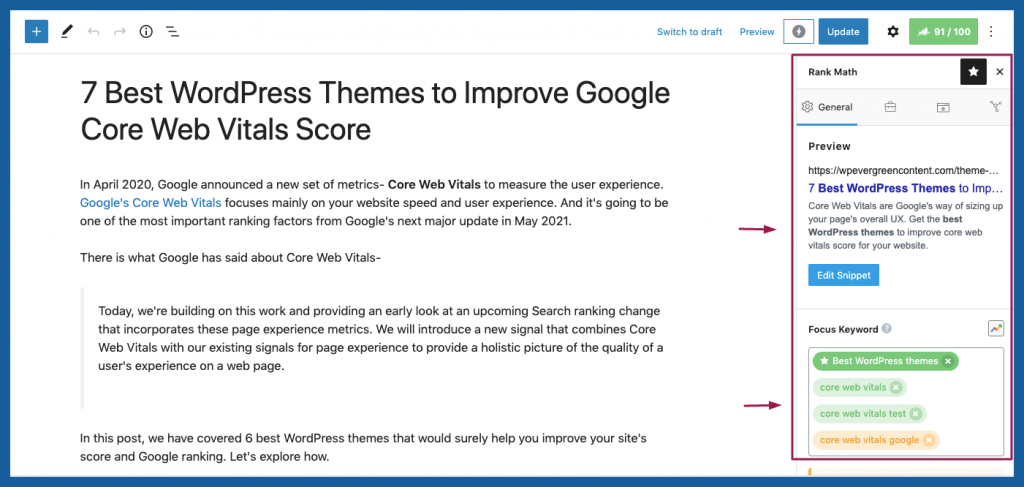 Switch to draft
Preview
Update
91 / 100
7 Best WordPress Themes to Improve Google
Core Web Vitals Score
In April 2020, Google announced a new set of metrics- Core Web Vitals to measure the user experience.
Google's Core Web Vitals focuses mainly on your website speed and user experience. And it's going to be
one of the most important ranking factors from Google's next major update in May 2021.
There is what Google has said about Core Web Vitals-
Today, we're building on this work and providing an early look at an upcoming Search ranking change
that incorporates these page experience metrics. We will introduce a new signal that combines Core
Web Vitals with our existing signals for page experience to provide a holistic picture of the quality of a
user's experience on a web page.
In this post, we have covered 6 best WordPress themes that would surely help you improve your site's
score and Google ranking. Let's explore how.
Rank Math
General
Preview
https://wpevergreencontent.com/theme-...
7 Best WordPress Themes to Imp...
Core Web Vitals are Google's way of sizing up
your page's overall UX. Get the best
WordPress themes to improve core web
vitals score for your website.
Edit Snippet
Focus Keyword
Best WordPress themes
core web vitals
core web vitals test
core web vitals google